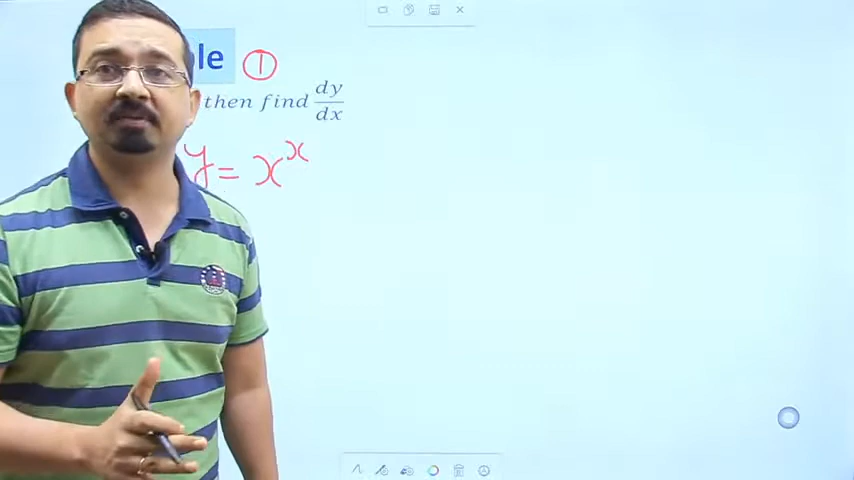 le ①
then find dy/dx
y = x^x